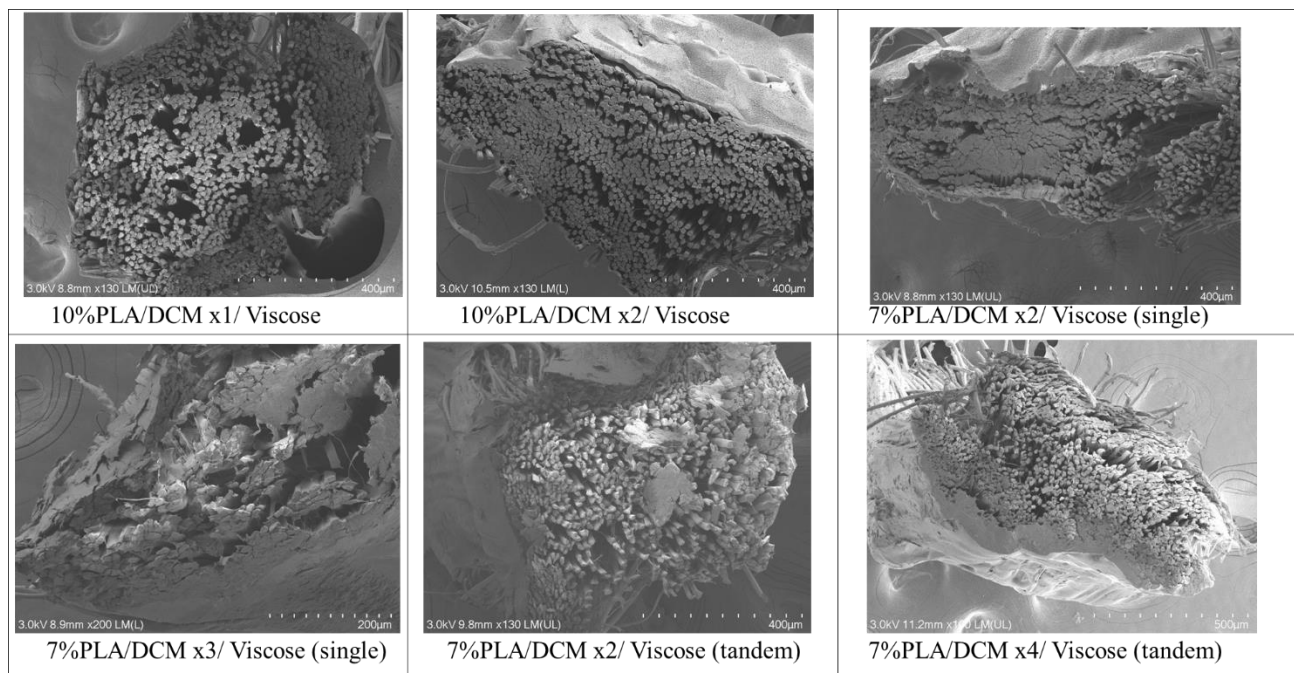 3.0kV 8.8mm x130 LM(UL) 400µm
10%PLA/DCM x1/ Viscose
3.0kV 10.5mm x130 LM(L) 400µm
10%PLA/DCM x2/ Viscose
3.0kV 8.8mm x130 LM(UL) 400µm
7%PLA/DCM x2/ Viscose (single)
3.0kV 8.9mm x200 LM(L) 200µm
7%PLA/DCM x3/ Viscose (single)
3.0kV 9.8mm x130 LM(UL) 400µm
7%PLA/DCM x2/ Viscose (tandem)
3.0kV 11.2mm x100 LM(UL) 500µm
7%PLA/DCM x4/ Viscose (tandem)